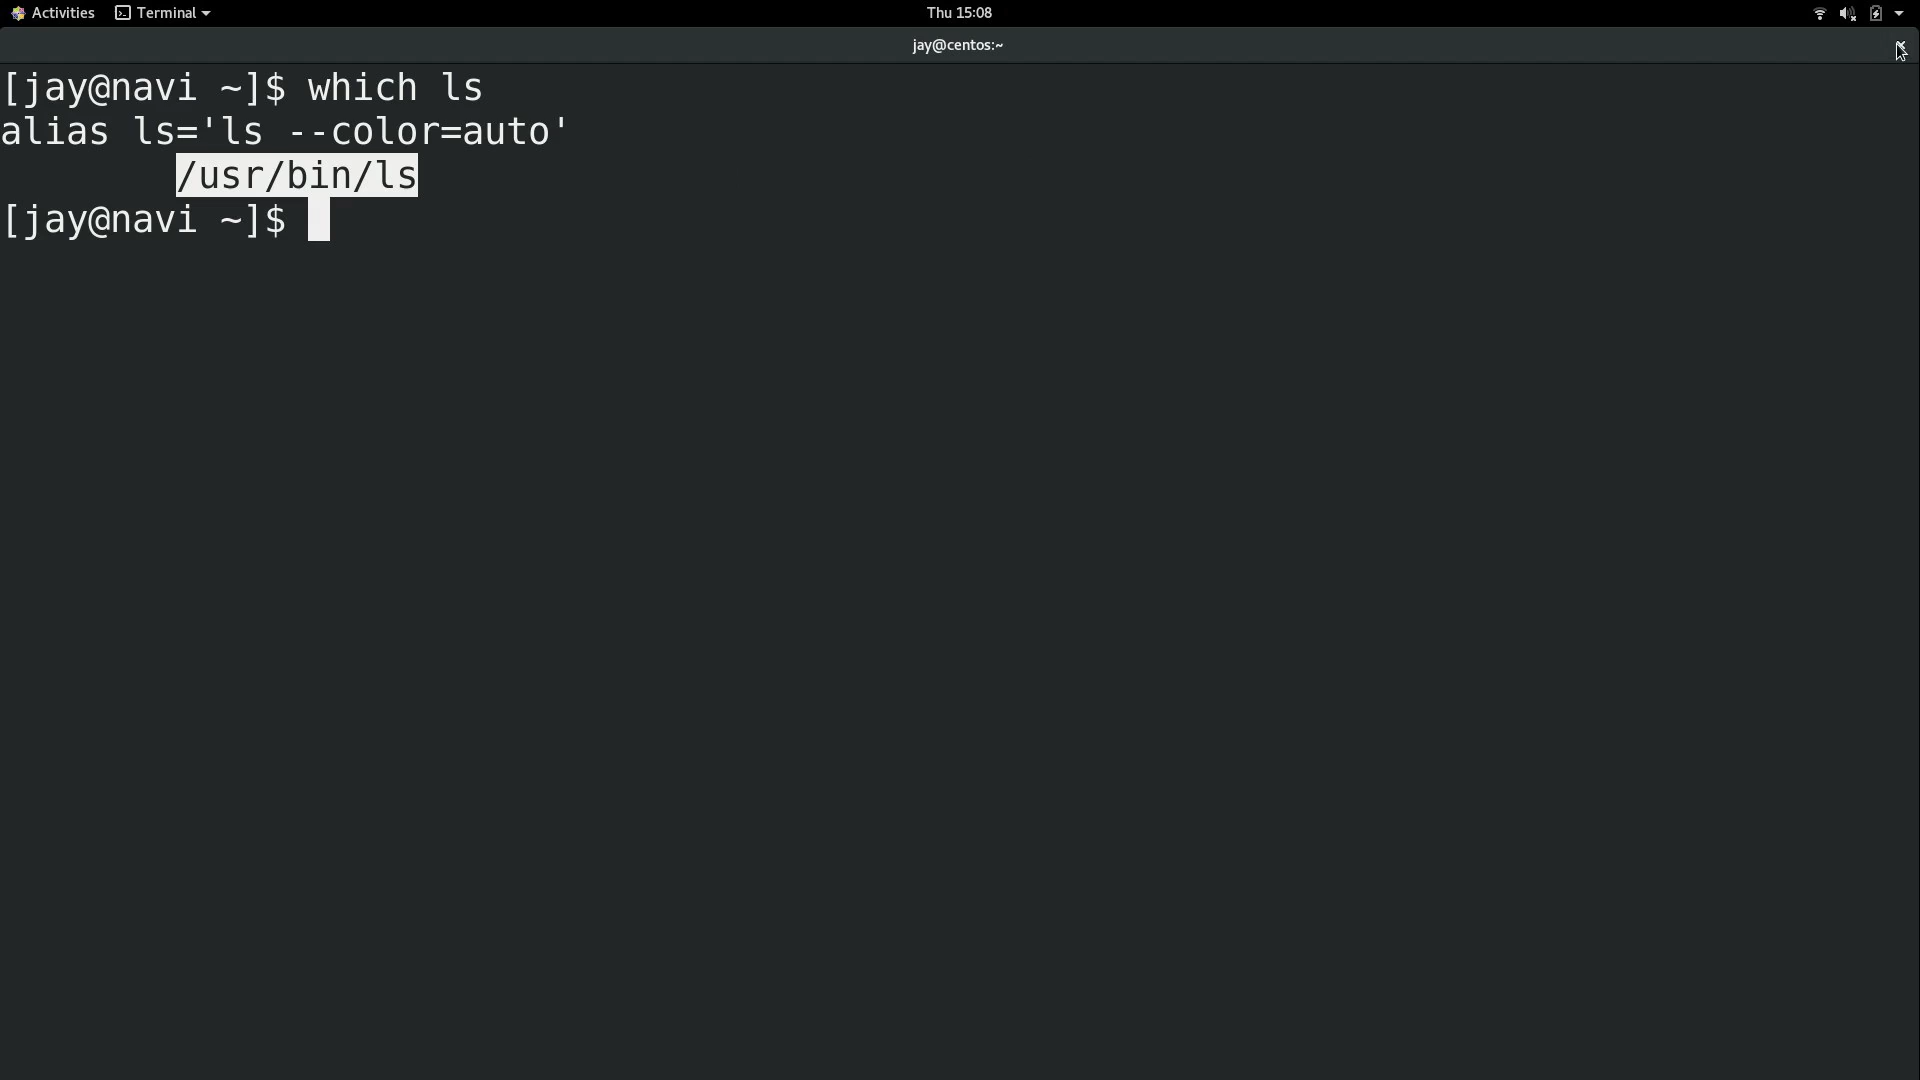 Activities Terminal Thu 15:08
jay@centos:~
[jay@navi ~]$ which ls
alias ls='ls --color=auto'
        /usr/bin/ls
[jay@navi ~]$